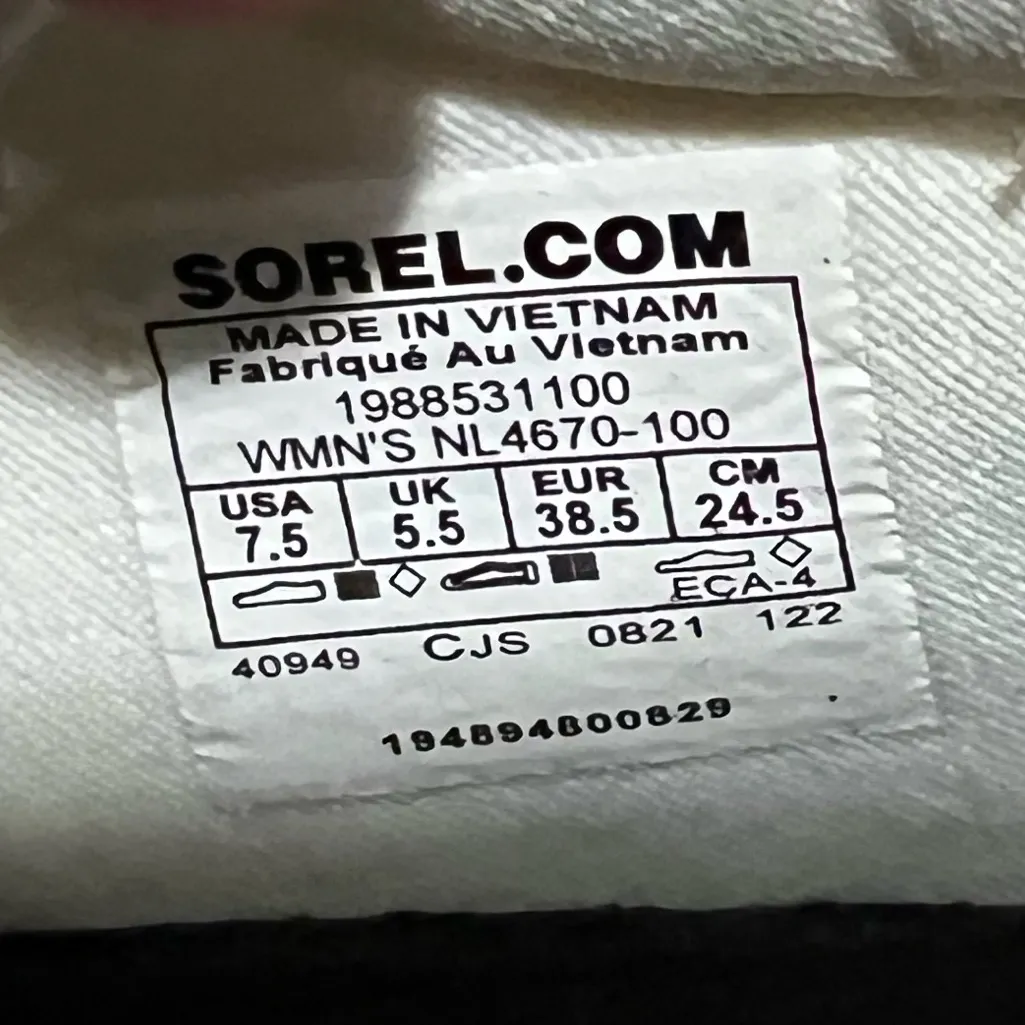 SOREL.COM
MADE IN VIETNAM
Fabriqué Au Vietnam
1988531100
WMN'S NL4670-100
USA UK EUR CM
7.5 5.5 38.5 24.5
ECA-4
40949 CJS 0821 122
194894800829